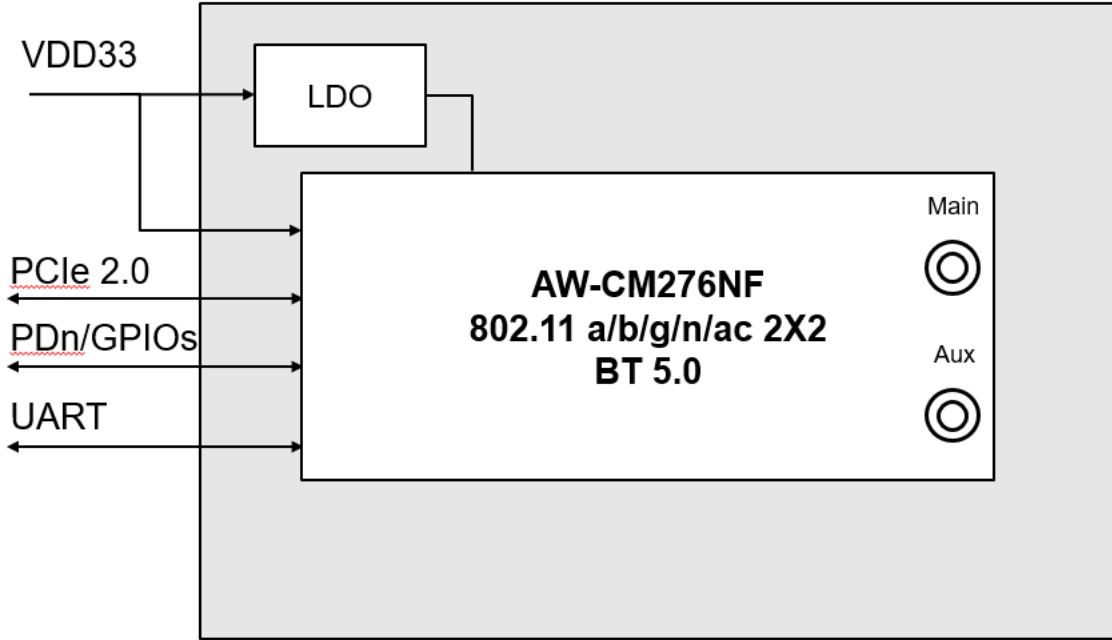 VDD33
LDO
Main
PCIe 2.0
AW-CM276NF
802.11 a/b/g/n/ac 2X2
PDn/GPIOs
BT 5.0
Aux
UART